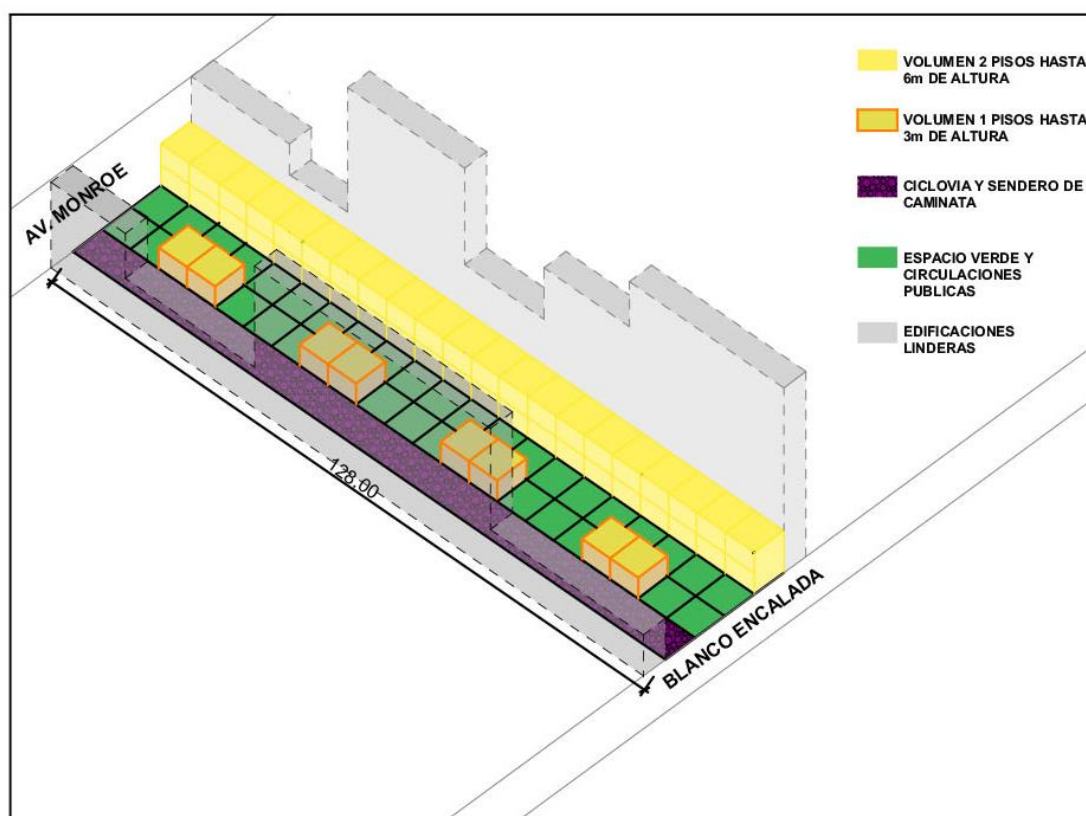 VOLUMEN 2 PISOS HASTA
6m DE ALTURA
VOLUMEN 1 PISOS HASTA
3m DE ALTURA
CICLOVIA Y SENDERO DE
CAMINATA
ESPACIO VERDE Y
CIRCULACIONES
PUBLICAS
EDIFICACIONES
LINDERAS
AV. MONROE
128.00
BLANCO ENCALADA